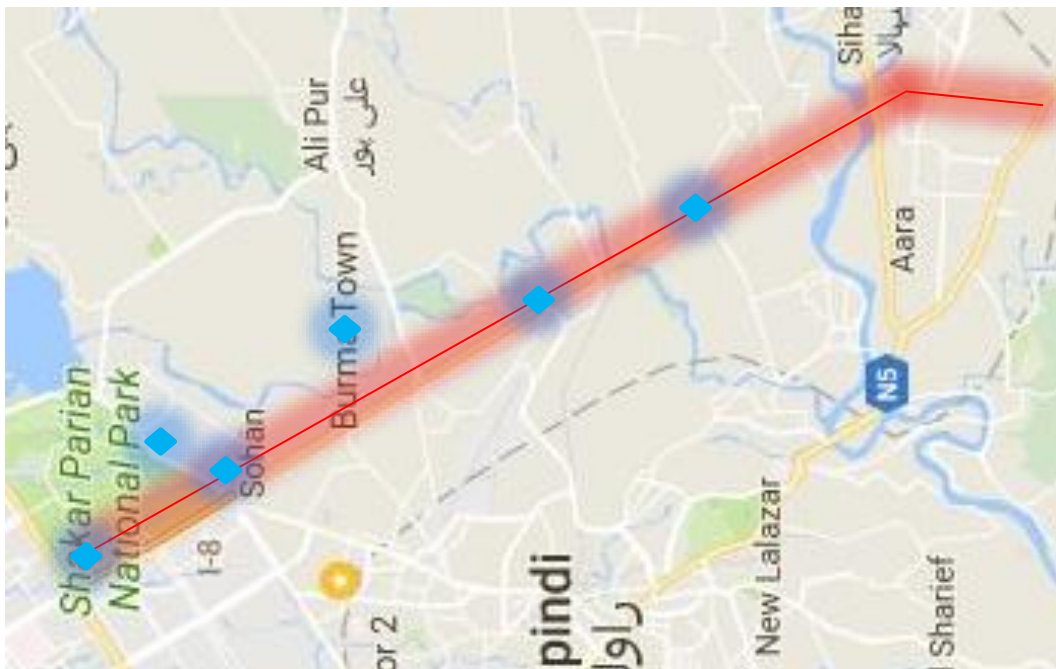 Shakar Parian
National Park
I-8
Sohan
Burma Town
Ali Pur
علی پور
Aara
N5
New Lalazar
Sharief
pindi
or 2
Siha